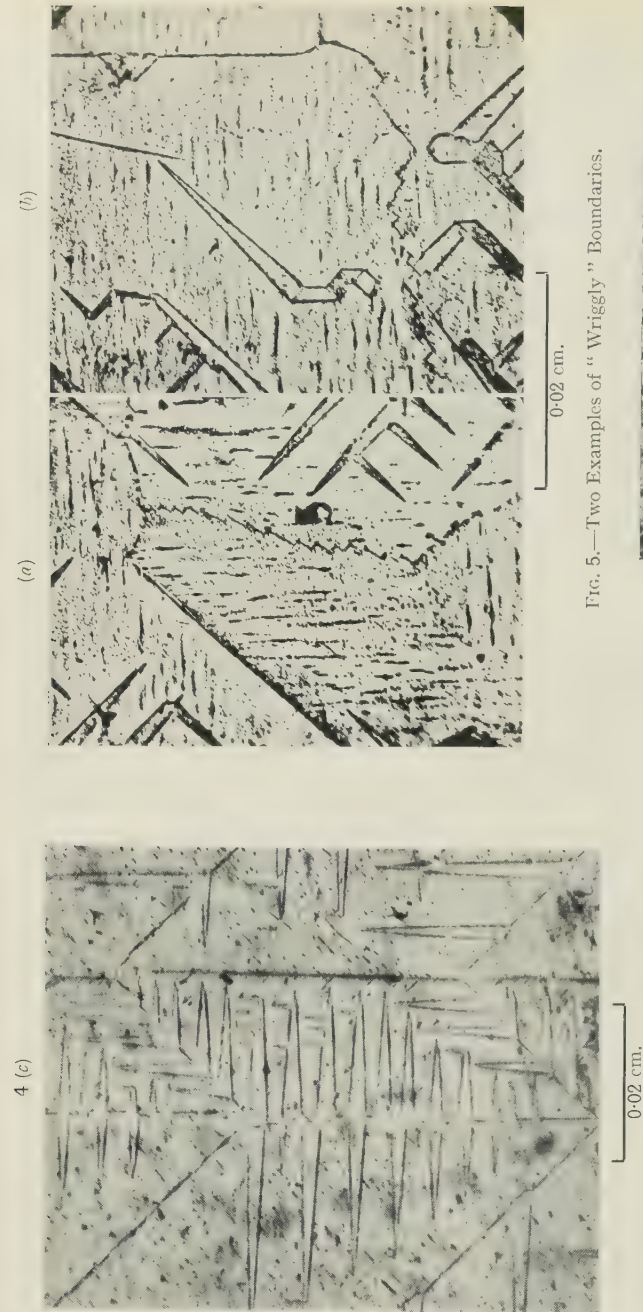 4 (c)
0·02 cm.
(a)
(b)
0·02 cm.
Fig. 5.—Two Examples of “ Wriggly ” Boundaries.